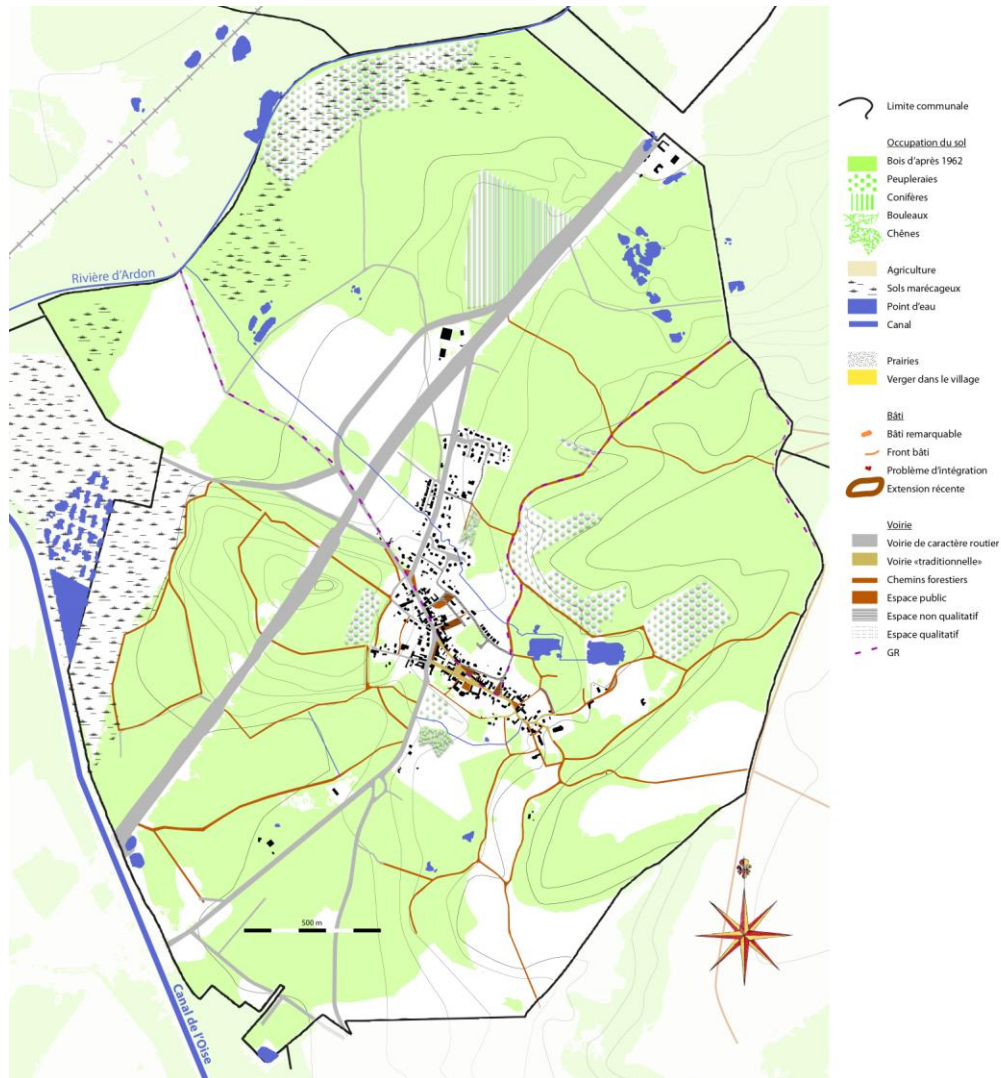 Rivière d'Ardon
Canal de l'Oise
500 m
Limite communale
Occupation du sol
Bois d'après 1962
Peupleraies
Conifères
Bouleaux
Chênes
Agriculture
Sols marécageux
Point d'eau
Canal
Prairies
Verger dans le village
Bâti
Bâti remarquable
Front bâti
Problème d'intégration
Extension récente
Voirie
Voirie de caractère routier
Voirie «traditionnelle»
Chemins forestiers
Espace public
Espace non qualitatif
Espace qualitatif
GR